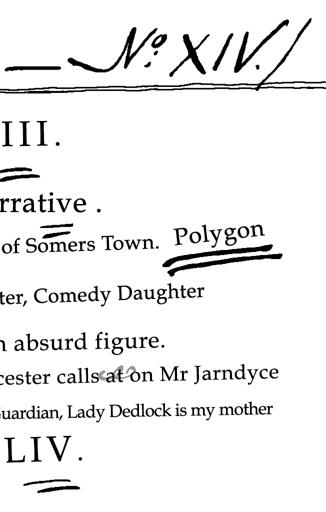 — Nº XIV.
III.
rrative .
of Somers Town. Polygon
ter, Comedy Daughter
n absurd figure.
cester calls at on Mr Jarndyce
Guardian, Lady Dedlock is my mother
LIV.